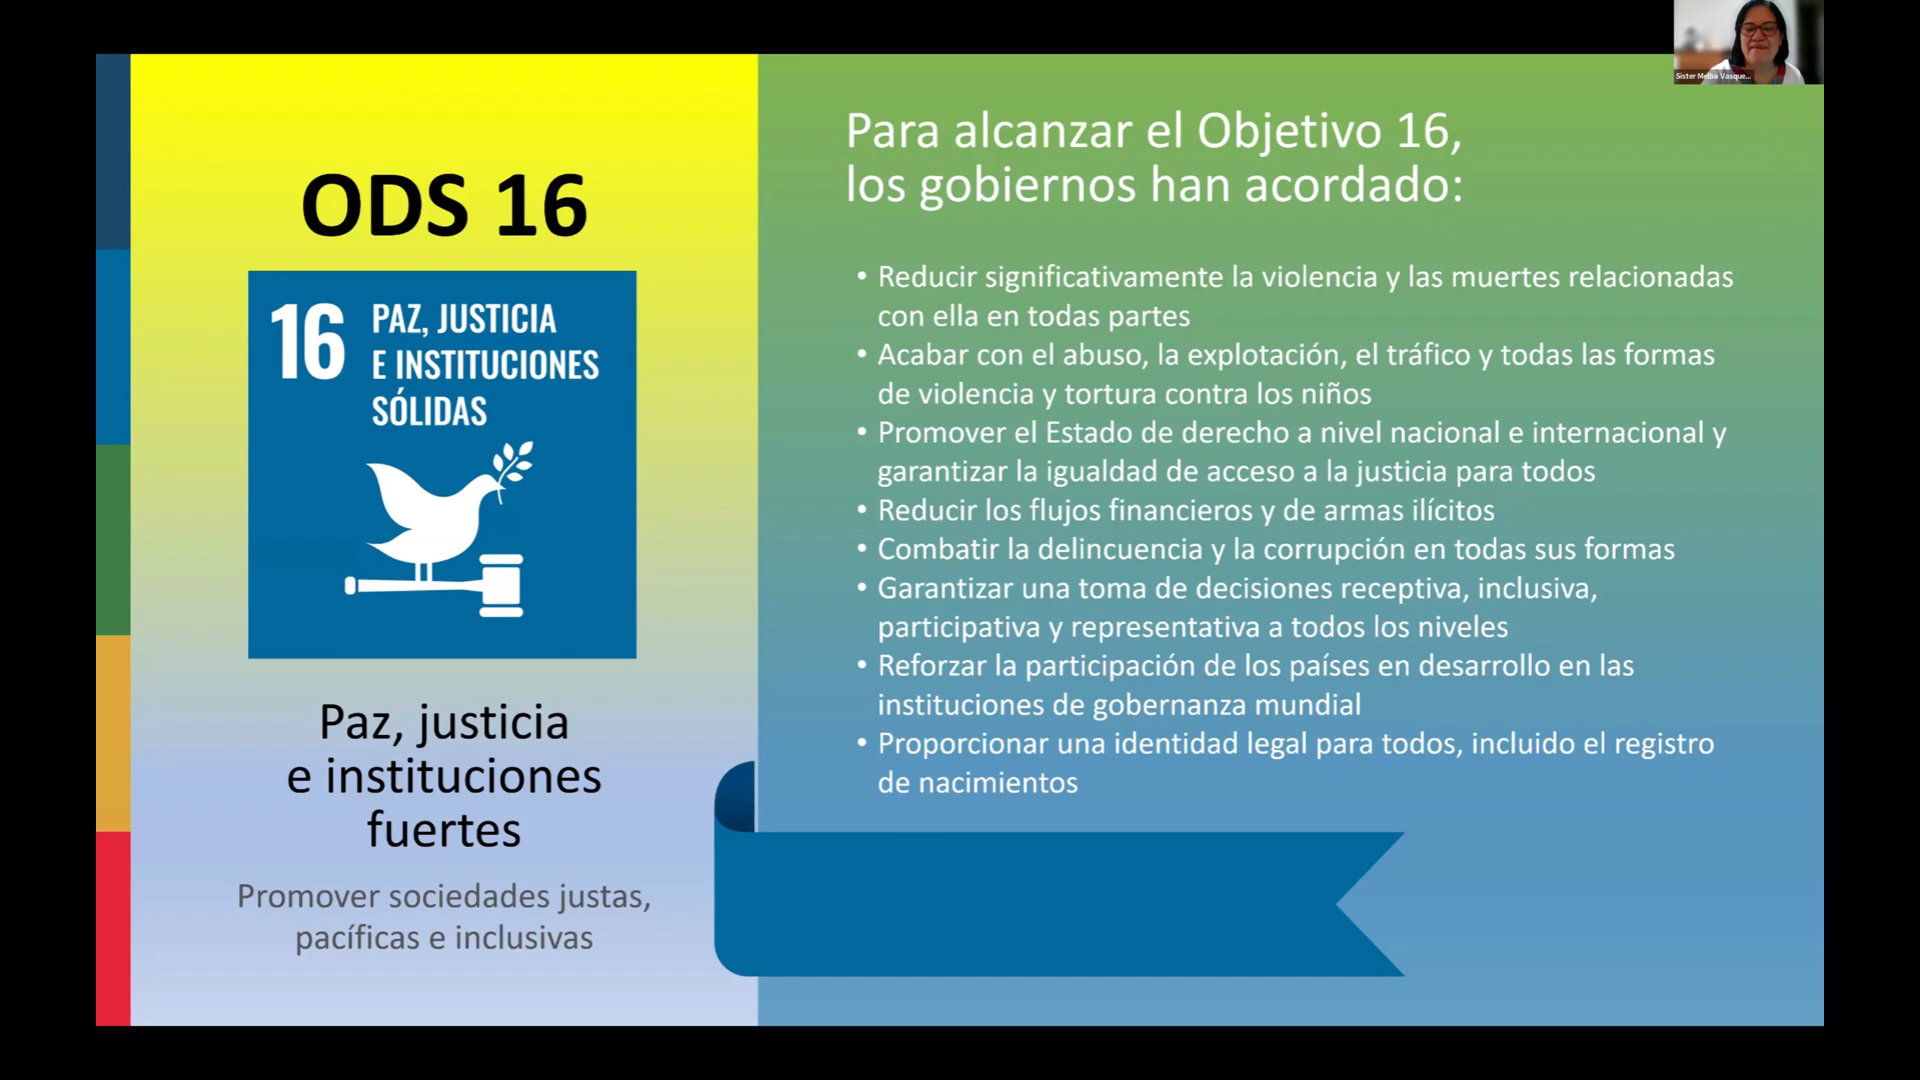 Sister Melba Vasque...
ODS 16
16 PAZ, JUSTICIA
E INSTITUCIONES
SÓLIDAS
Paz, justicia
e instituciones
fuertes
Promover sociedades justas,
pacíficas e inclusivas
Para alcanzar el Objetivo 16,
los gobiernos han acordado:
• Reducir significativamente la violencia y las muertes relacionadas
con ella en todas partes
• Acabar con el abuso, la explotación, el tráfico y todas las formas
de violencia y tortura contra los niños
• Promover el Estado de derecho a nivel nacional e internacional y
garantizar la igualdad de acceso a la justicia para todos
• Reducir los flujos financieros y de armas ilícitos
• Combatir la delincuencia y la corrupción en todas sus formas
• Garantizar una toma de decisiones receptiva, inclusiva,
participativa y representativa a todos los niveles
• Reforzar la participación de los países en desarrollo en las
instituciones de gobernanza mundial
• Proporcionar una identidad legal para todos, incluido el registro
de nacimientos